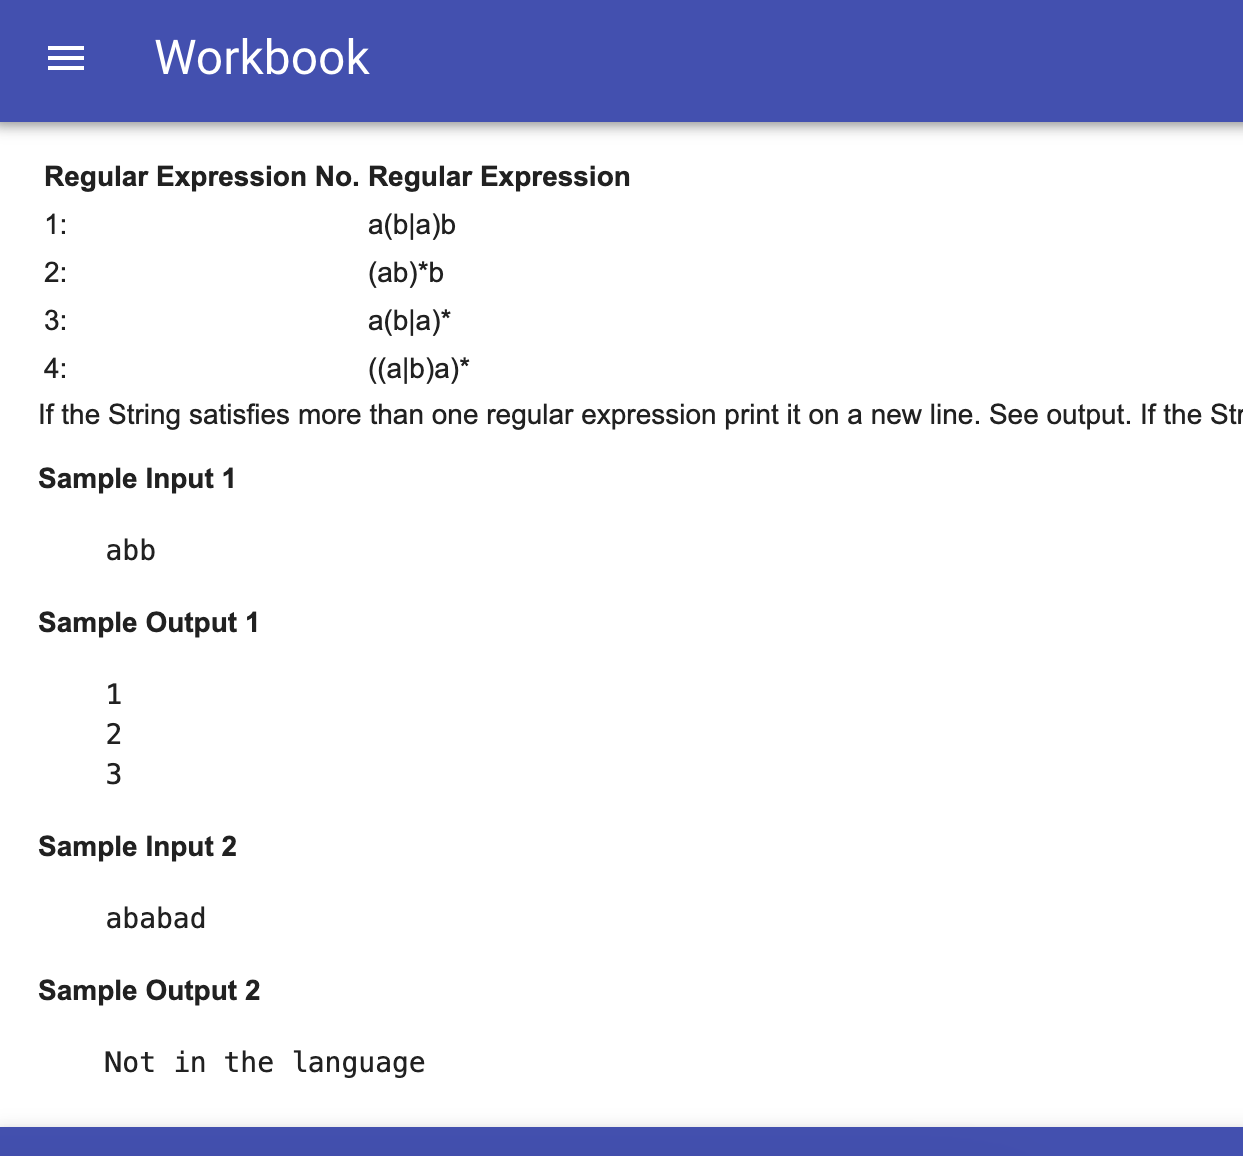 Workbook
Regular Expression No. Regular Expression
1: a(b|a)b
2: (ab)*b
3: a(b|a)*
4: ((a|b)a)*
If the String satisfies more than one regular expression print it on a new line. See output. If the Str
Sample Input 1
abb
Sample Output 1
1
2
3
Sample Input 2
ababad
Sample Output 2
Not in the language